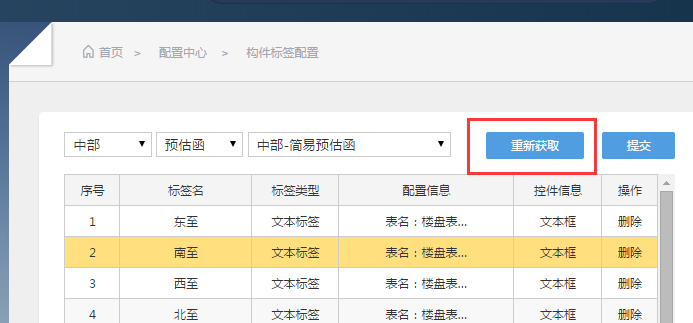 首页 > 配置中心 > 构件标签配置
中部 预估函 中部-简易预估函 重新获取 提交
序号 标签名 标签类型 配置信息 控件信息 操作
1 东至 文本标签 表名：楼盘表... 文本框 删除
2 南至 文本标签 表名：楼盘表... 文本框 删除
3 西至 文本标签 表名：楼盘表... 文本框 删除
4 北至 文本标签 表名：楼盘表... 文本框 删除